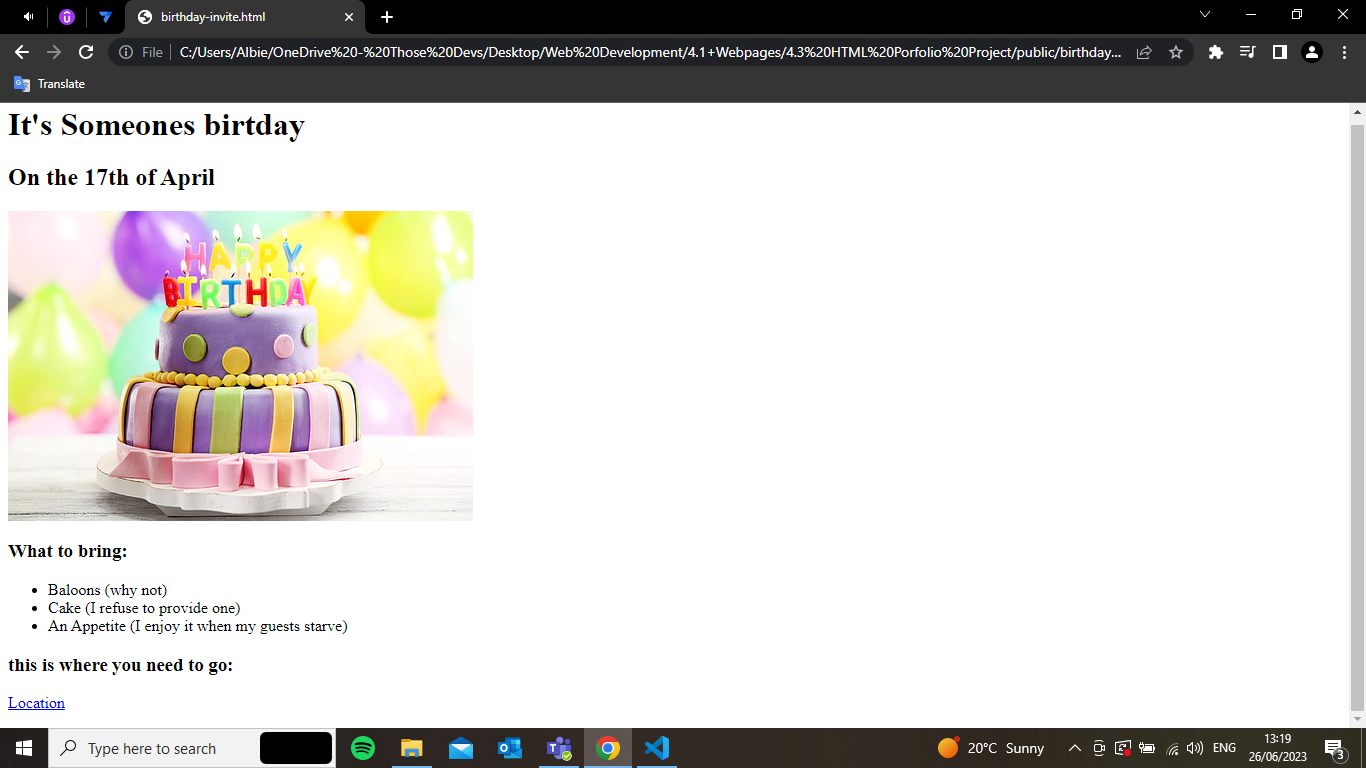 birthday-invite.html
File
C:/Users/Albie/OneDrive%20-%20Those%20Devs/Desktop/Web%20Development/4.1+Webpages/4.3%20HTML%20Porfolio%20Project/public/birthday...
Translate
It's Someones birtday
On the 17th of April
HAPPY
BIRTHDAY
What to bring:
Baloons (why not)
Cake (I refuse to provide one)
An Appetite (I enjoy it when my guests starve)
this is where you need to go:
Location
Type here to search
20°C Sunny
ENG
13:19
26/06/2023
3